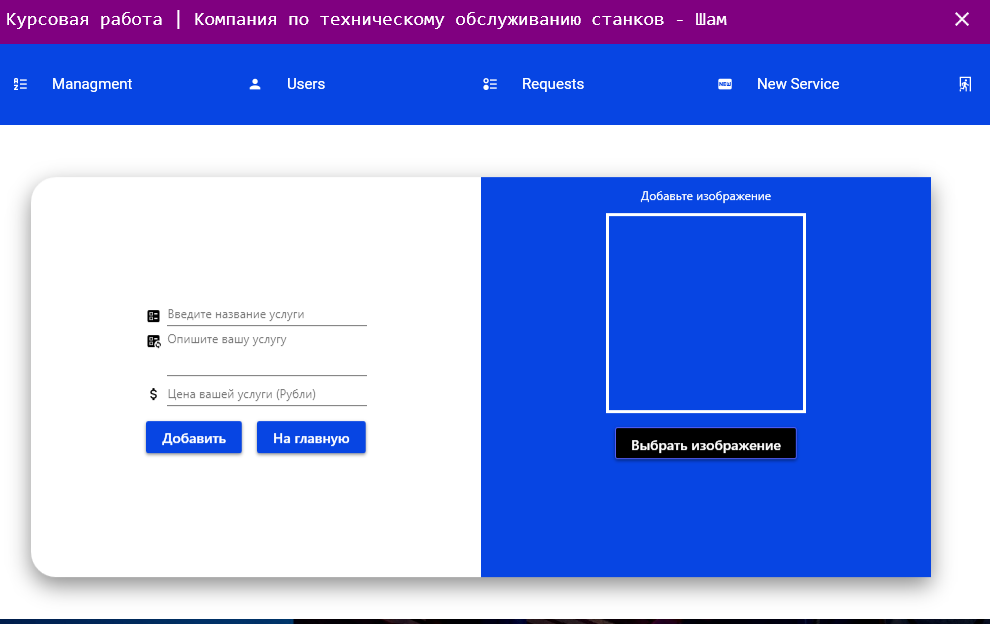 Курсовая работа | Компания по техническому обслуживанию станков - Шам
Managment
Users
Requests
New Service
Добавьте изображение
Введите название услуги
Опишите вашу услугу
Цена вашей услуги (Рубли)
Добавить
На главную
Выбрать изображение